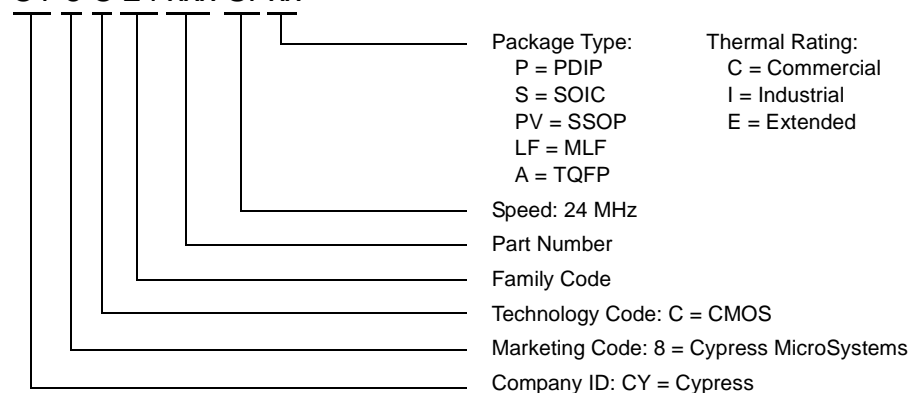 Package Type: Thermal Rating:
P = PDIP C = Commercial
S = SOIC I = Industrial
PV = SSOP E = Extended
LF = MLF
A = TQFP
Speed: 24 MHz
Part Number
Family Code
Technology Code: C = CMOS
Marketing Code: 8 = Cypress MicroSystems
Company ID: CY = Cypress